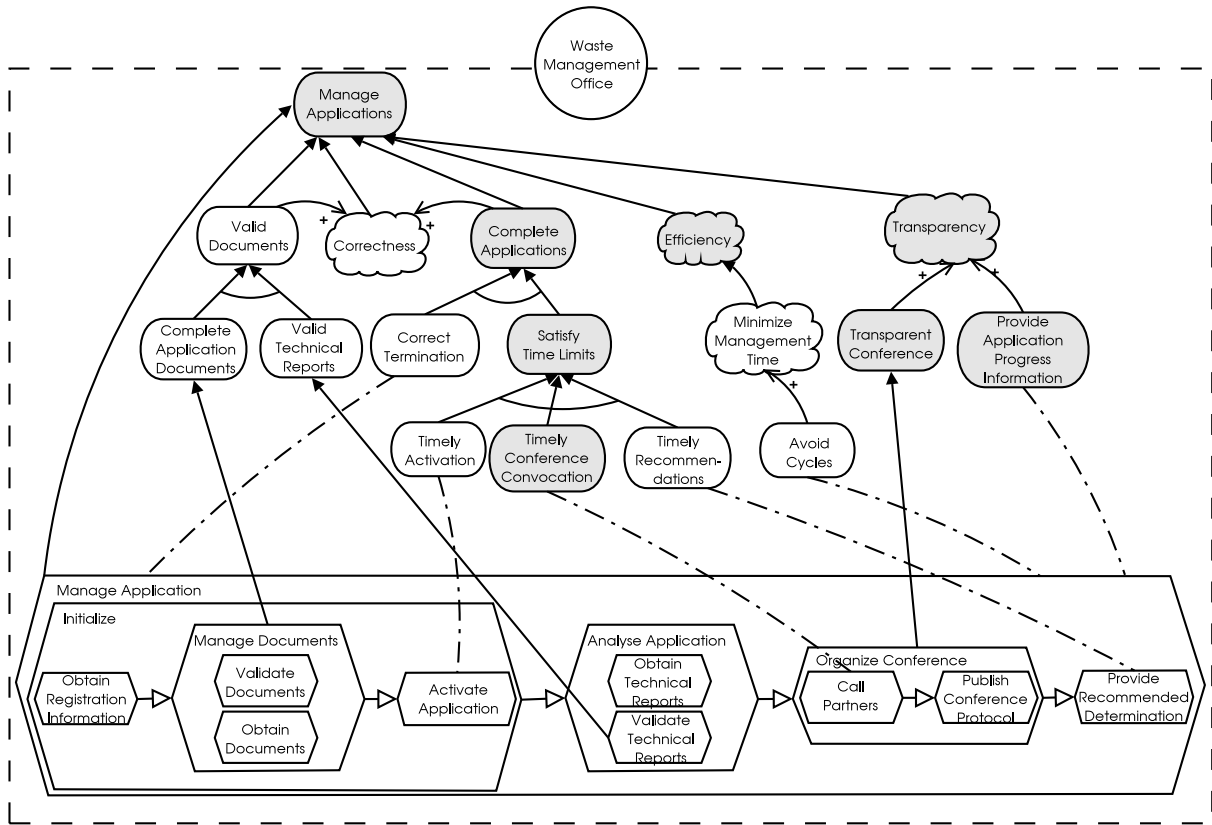 Waste
Management
Office
Manage
Applications
Valid
Documents
+
Correctness
+
Complete
Applications
Efficiency
Transparency
+
+
Complete
Application
Documents
Valid
Technical
Reports
Correct
Termination
Satisfy
Time Limits
Minimize
Management
Time
+
Transparent
Conference
Provide
Application
Progress
Information
Timely
Activation
Timely
Conference
Convocation
Timely
Recommen-
dations
Avoid
Cycles
Manage Application
Initialize
Obtain
Registration
Information
Manage Documents
Validate
Documents
Obtain
Documents
Activate
Application
Analyse Application
Obtain
Technical
Reports
Validate
Technical
Reports
Organize Conference
Call
Partners
Publish
Conference
Protocol
Provide
Recommended
Determination